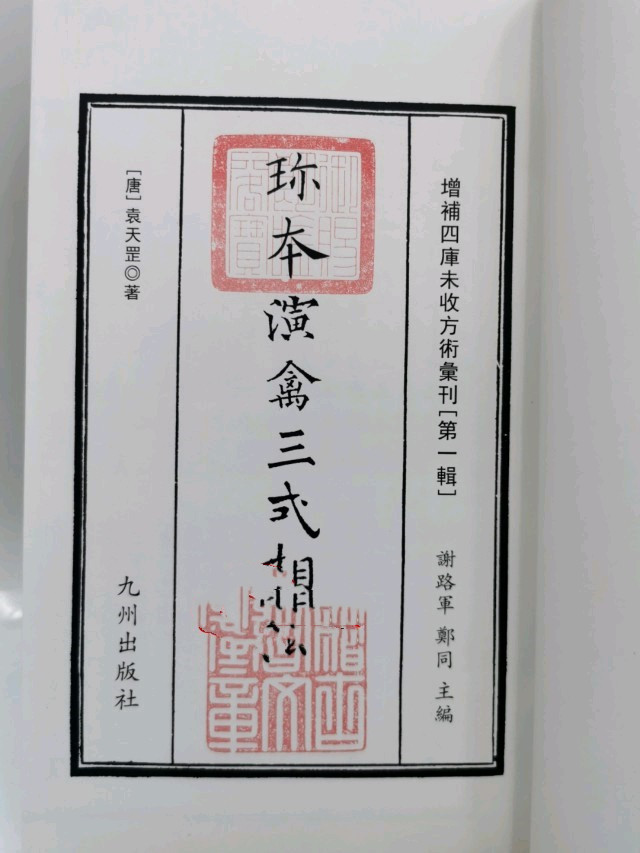 增補四庫未收方術彙刊[第一輯]
謝路軍 鄭同 主編
珎本演禽三式
[唐]袁天罡◎著
九州出版社